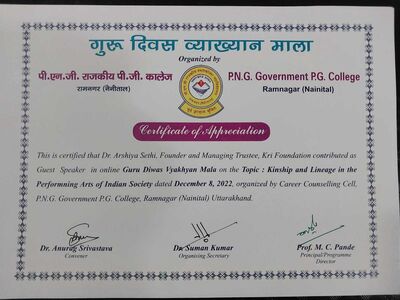 गुरू दिवस व्याख्यान माला
Organized by
पी.एन.जी. राजकीय पी.जी. कालेज
रामनगर (नैनीताल)
P.N.G. Government P.G. College
Ramnagar (Nainital)
Certificate of Appreciation
This is certified that Dr. Arshiya Sethi, Founder and Managing Trustee, Kri Foundation contributed as
Guest Speaker in online Guru Diwas Vyakhyan Mala on the Topic : Kinship and Lineage in the
Performning Arts of Indian Society dated December 8, 2022, organized by Career Counselling Cell,
P.N.G. Government P.G. College, Ramnagar (Nainital) Uttarakhand.
Dr. Anurag Srivastava
Convener
Dr. Suman Kumar
Organising Secretary
Prof. M. C. Pande
Principal/Programme
Director